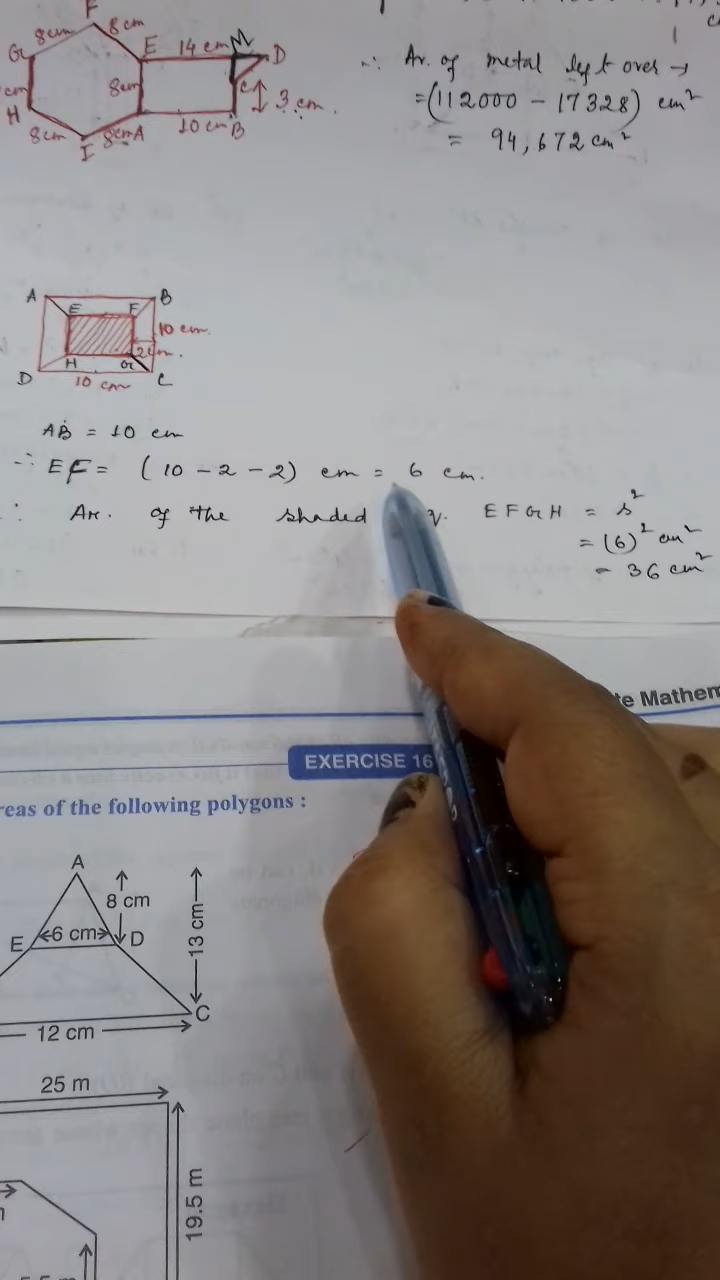 F
8cm 8cm
G E 14 cm M D
cm 8cm C 3 cm.
H
8cm 8cm A 10 cm B
I
∴ Ar. of metal left over →
= (112000 - 17328) cm²
= 94,672 cm²
A B
E F
10 cm.
2cm.
H G
D 10 cm C
AB = 10 cm
∴ EF = (10 - 2 - 2) cm = 6 cm.
∴ Ar. of the shaded EFGH = s²
= (6)² cm²
= 36 cm²
te Mathem
EXERCISE 16
reas of the following polygons :
A
8 cm
E 6 cm D
13 cm
C
12 cm
25 m
19.5 m